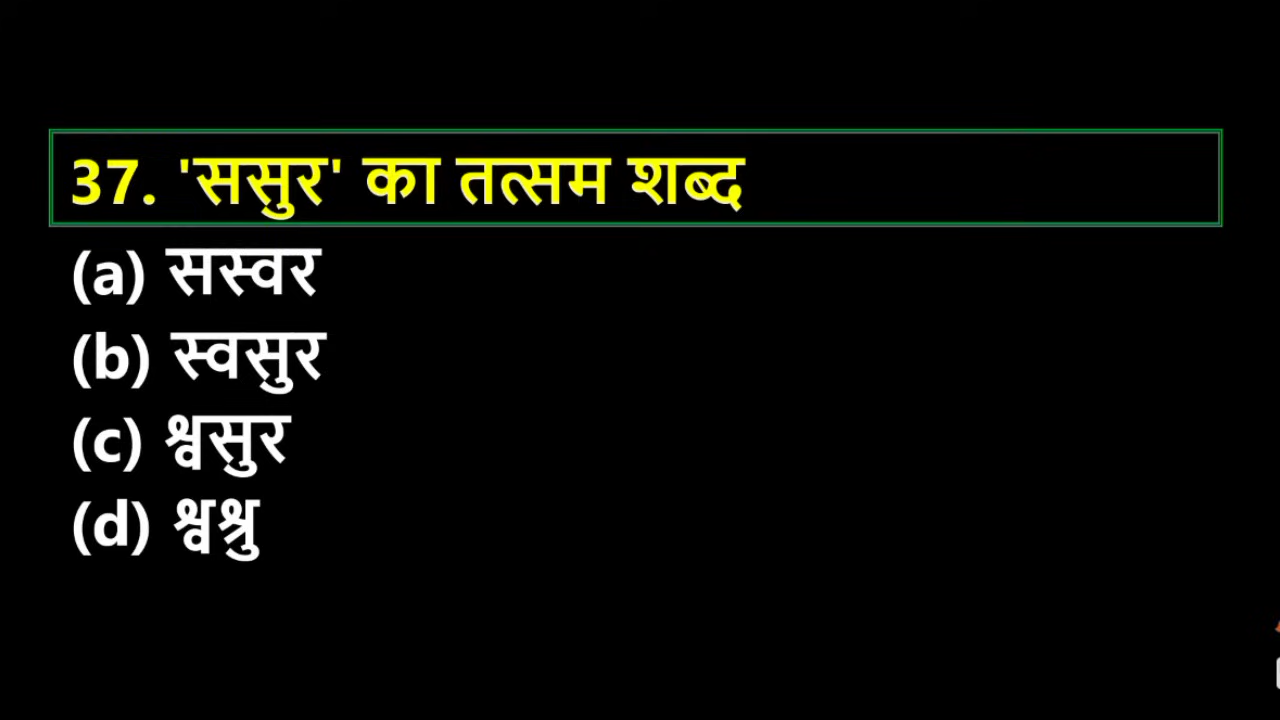 37. 'ससुर' का तत्सम शब्द
(a) सस्वर
(b) स्वसुर
(c) श्वसुर
(d) श्वश्रु